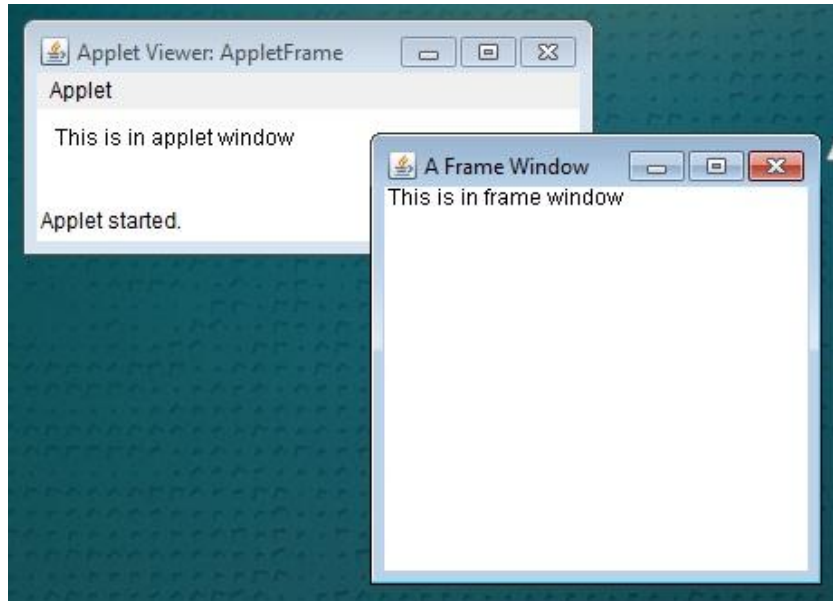 Applet Viewer: AppletFrame
Applet
This is in applet window
Applet started.
A Frame Window
This is in frame window